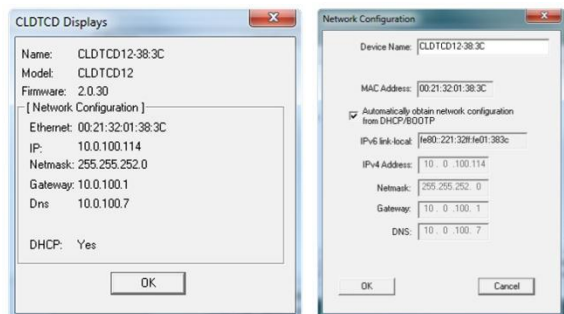 CLDTCD Displays
Name: CLDTCD12-38:3C
Model: CLDTCD12
Firmware: 2.0.30
[ Network Configuration ]
Ethernet: 00:21:32:01:38:3C
IP: 10.0.100.114
Netmask: 255.255.252.0
Gateway: 10.0.100.1
Dns 10.0.100.7
DHCP: Yes
OK
Network Configuration
Device Name: CLDTCD12-38:3C
MAC Address: 00:21:32:01:38:3C
Automatically obtain network configuration
from DHCP/BOOTP
IPv6 link-local: fe80::221:32ff:fe01:383c
IPv4 Address: 10 . 0 .100.114
Netmask: 255.255.252. 0
Gateway: 10 . 0 .100. 1
DNS: 10 . 0 .100. 7
OK Cancel